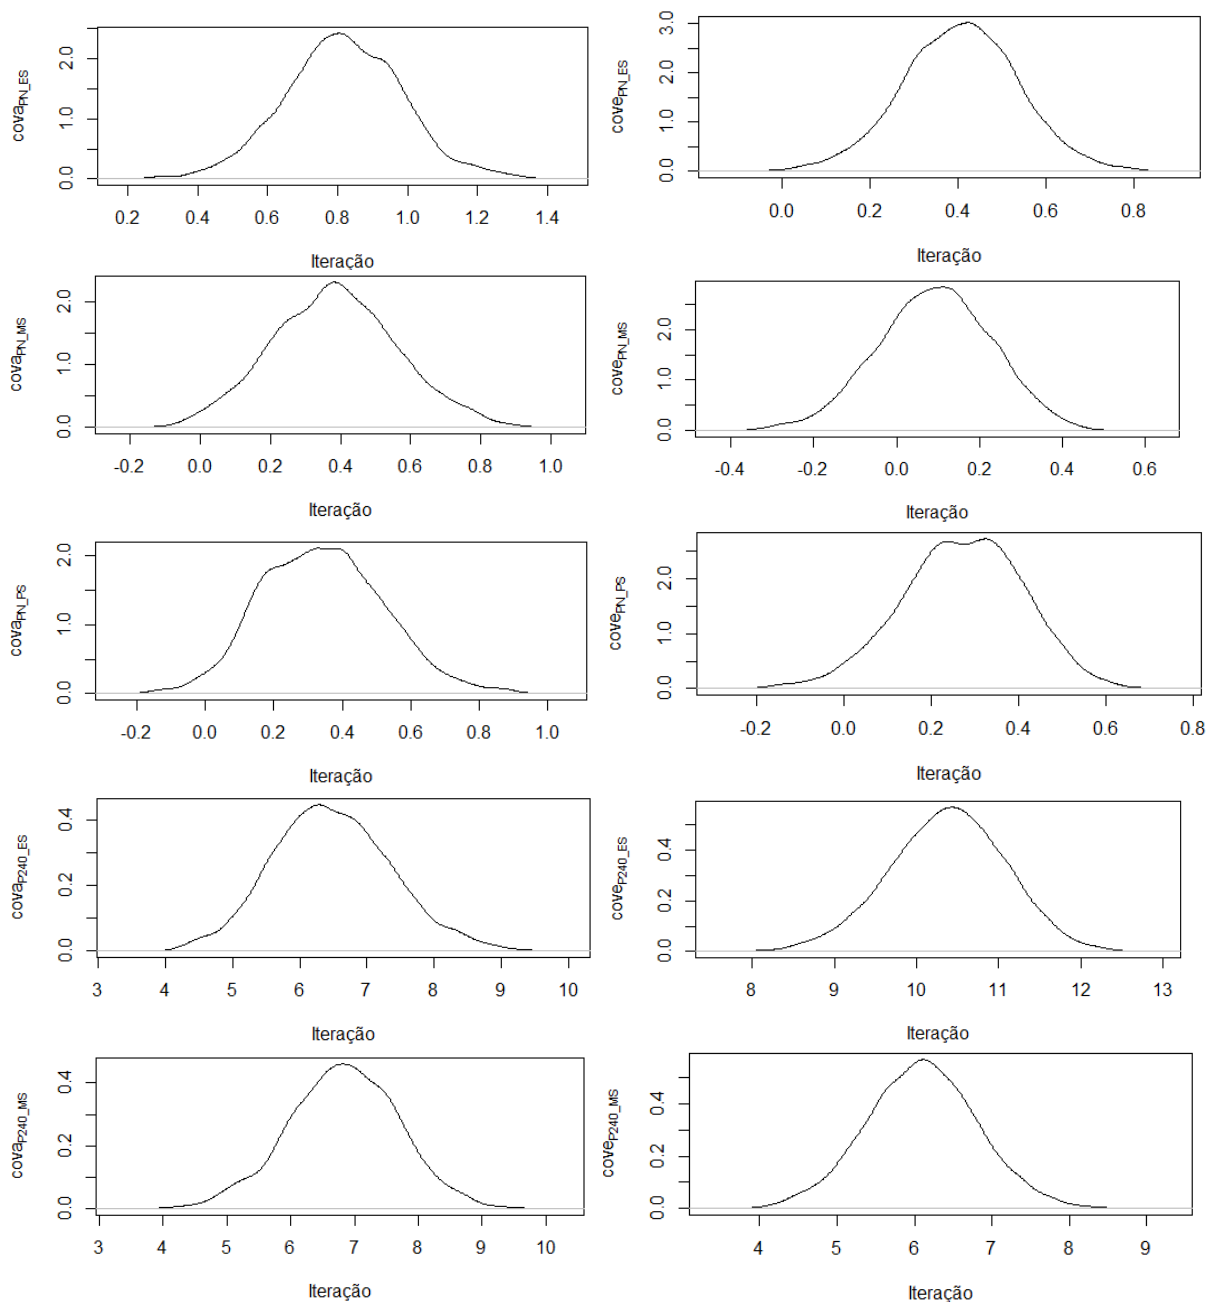 cova_PN_ES
0.0 1.0 2.0
0.2 0.4 0.6 0.8 1.0 1.2 1.4
Iteração
cove_PN_ES
0.0 1.0 2.0 3.0
0.0 0.2 0.4 0.6 0.8
Iteração
cova_PN_MS
0.0 1.0 2.0
-0.2 0.0 0.2 0.4 0.6 0.8 1.0
Iteração
cove_PN_MS
0.0 1.0 2.0
-0.4 -0.2 0.0 0.2 0.4 0.6
Iteração
cova_PN_PS
0.0 1.0 2.0
-0.2 0.0 0.2 0.4 0.6 0.8 1.0
Iteração
cove_PN_PS
0.0 1.0 2.0
-0.2 0.0 0.2 0.4 0.6 0.8
Iteração
cova_P240_ES
0.0 0.2 0.4
3 4 5 6 7 8 9 10
Iteração
cove_P240_ES
0.0 0.2 0.4
8 9 10 11 12 13
Iteração
cova_P240_MS
0.0 0.2 0.4
3 4 5 6 7 8 9 10
Iteração
cove_P240_MS
0.0 0.2 0.4
4 5 6 7 8 9
Iteração